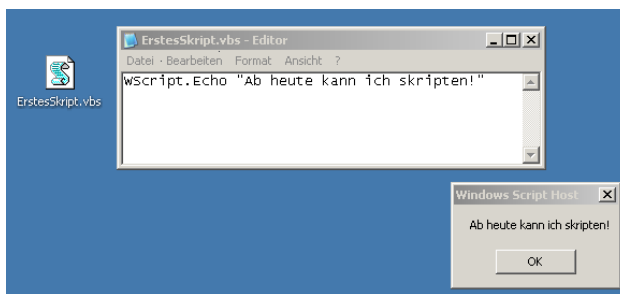 ErstesSkript.vbs - Editor
Datei Bearbeiten Format Ansicht ?
WScript.Echo "Ab heute kann ich skripten!"
ErstesSkript.vbs
Windows Script Host
Ab heute kann ich skripten!
OK